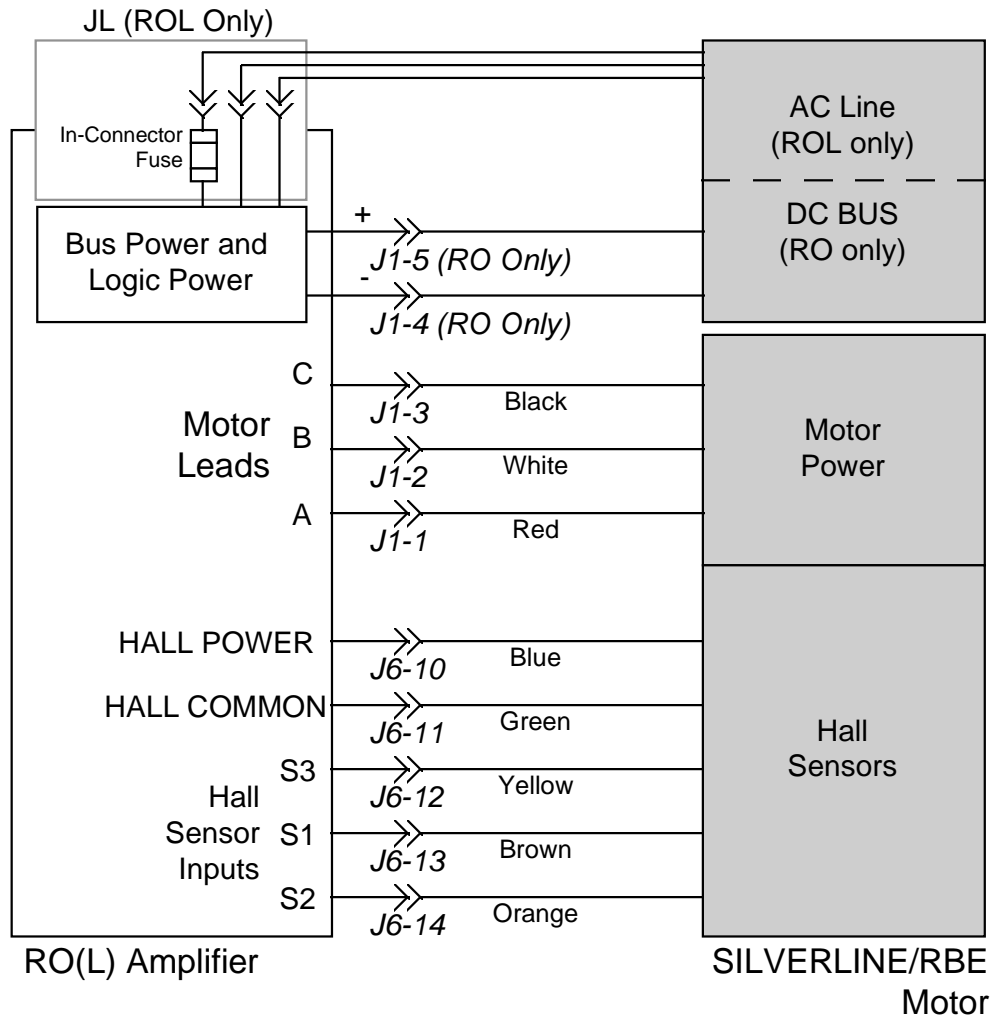 JL (ROL Only)
In-Connector
Fuse
AC Line
(ROL only)
DC BUS
(RO only)
Bus Power and
Logic Power
+
J1-5 (RO Only)
-
J1-4 (RO Only)
Motor
Leads
C
J1-3
Black
B
J1-2
White
A
J1-1
Red
Motor
Power
HALL POWER
J6-10
Blue
HALL COMMON
J6-11
Green
Hall
Sensor
Inputs
S3
J6-12
Yellow
S1
J6-13
Brown
S2
J6-14
Orange
Hall
Sensors
RO(L) Amplifier
SILVERLINE/RBE
Motor